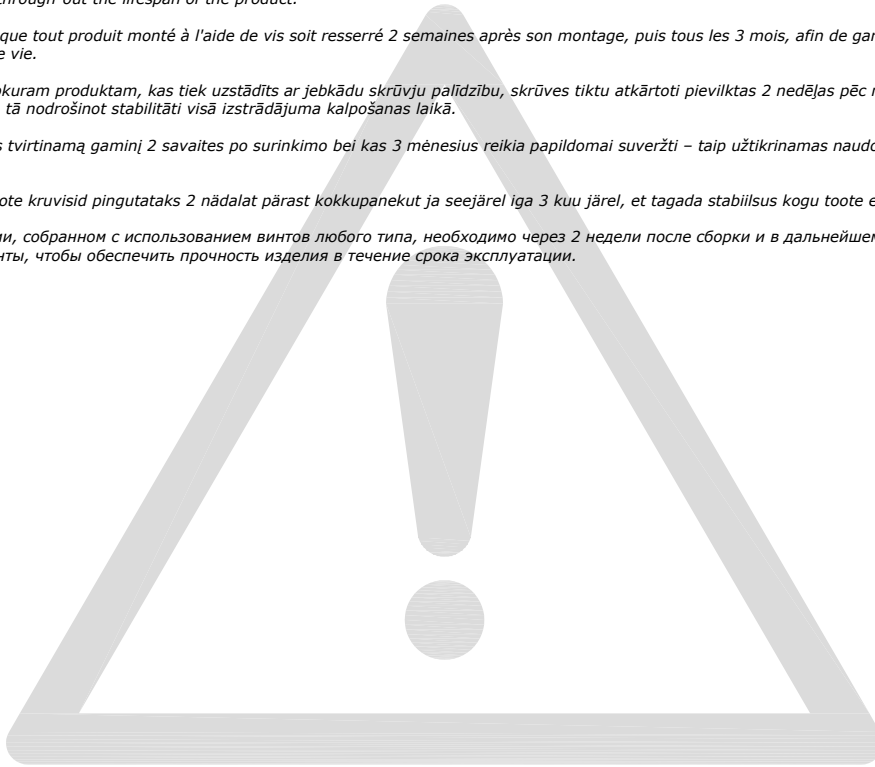 through-out the lifespan of the product.
que tout produit monté à l'aide de vis soit resserré 2 semaines après son montage, puis tous les 3 mois, afin de gar
e vie.
okuram produktam, kas tiek uzstādīts ar jebkādu skrūvju palīdzību, skrūves tiktu atkārtoti pievilktas 2 nedēļas pēc
tā nodrošinot stabilitāti visā izstrādājuma kalpošanas laikā.
s tvirtinamą gaminį 2 savaites po surinkimo bei kas 3 mėnesius reikia papildomai suveržti – taip užtikrinamas naudo
ote kruvisid pingutataks 2 nädalat pärast kokkupanekut ja seejärel iga 3 kuu järel, et tagada stabiilsus kogu toote e
ии, собранном с использованием винтов любого типа, необходимо через 2 недели после сборки и в дальнейшем
нты, чтобы обеспечить прочность изделия в течение срока эксплуатации.